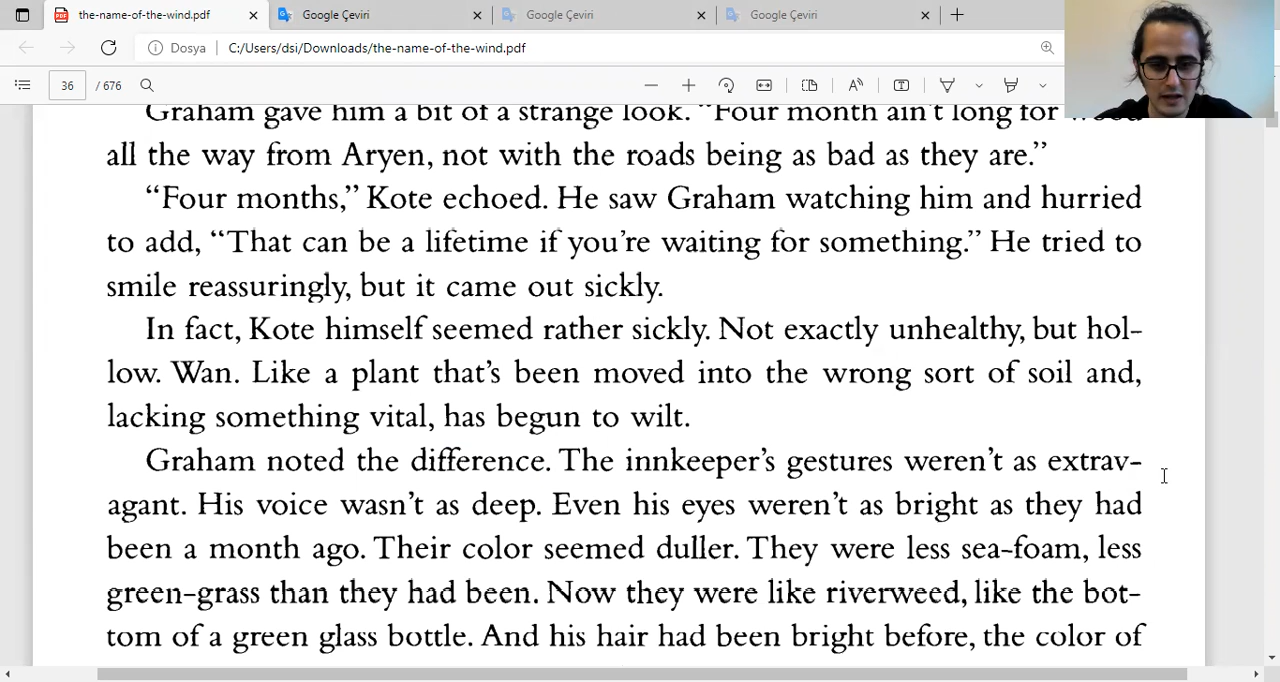 the-name-of-the-wind.pdf
Google Çeviri
Google Çeviri
Google Çeviri
Dosya C:/Users/dsi/Downloads/the-name-of-the-wind.pdf
36 / 676
Graham gave him a bit of a strange look. “Four month ain’t long for wood
all the way from Aryen, not with the roads being as bad as they are.”
“Four months,” Kote echoed. He saw Graham watching him and hurried
to add, “That can be a lifetime if you’re waiting for something.” He tried to
smile reassuringly, but it came out sickly.
In fact, Kote himself seemed rather sickly. Not exactly unhealthy, but hol-
low. Wan. Like a plant that’s been moved into the wrong sort of soil and,
lacking something vital, has begun to wilt.
Graham noted the difference. The innkeeper’s gestures weren’t as extrav-
agant. His voice wasn’t as deep. Even his eyes weren’t as bright as they had
been a month ago. Their color seemed duller. They were less sea-foam, less
green-grass than they had been. Now they were like riverweed, like the bot-
tom of a green glass bottle. And his hair had been bright before, the color of